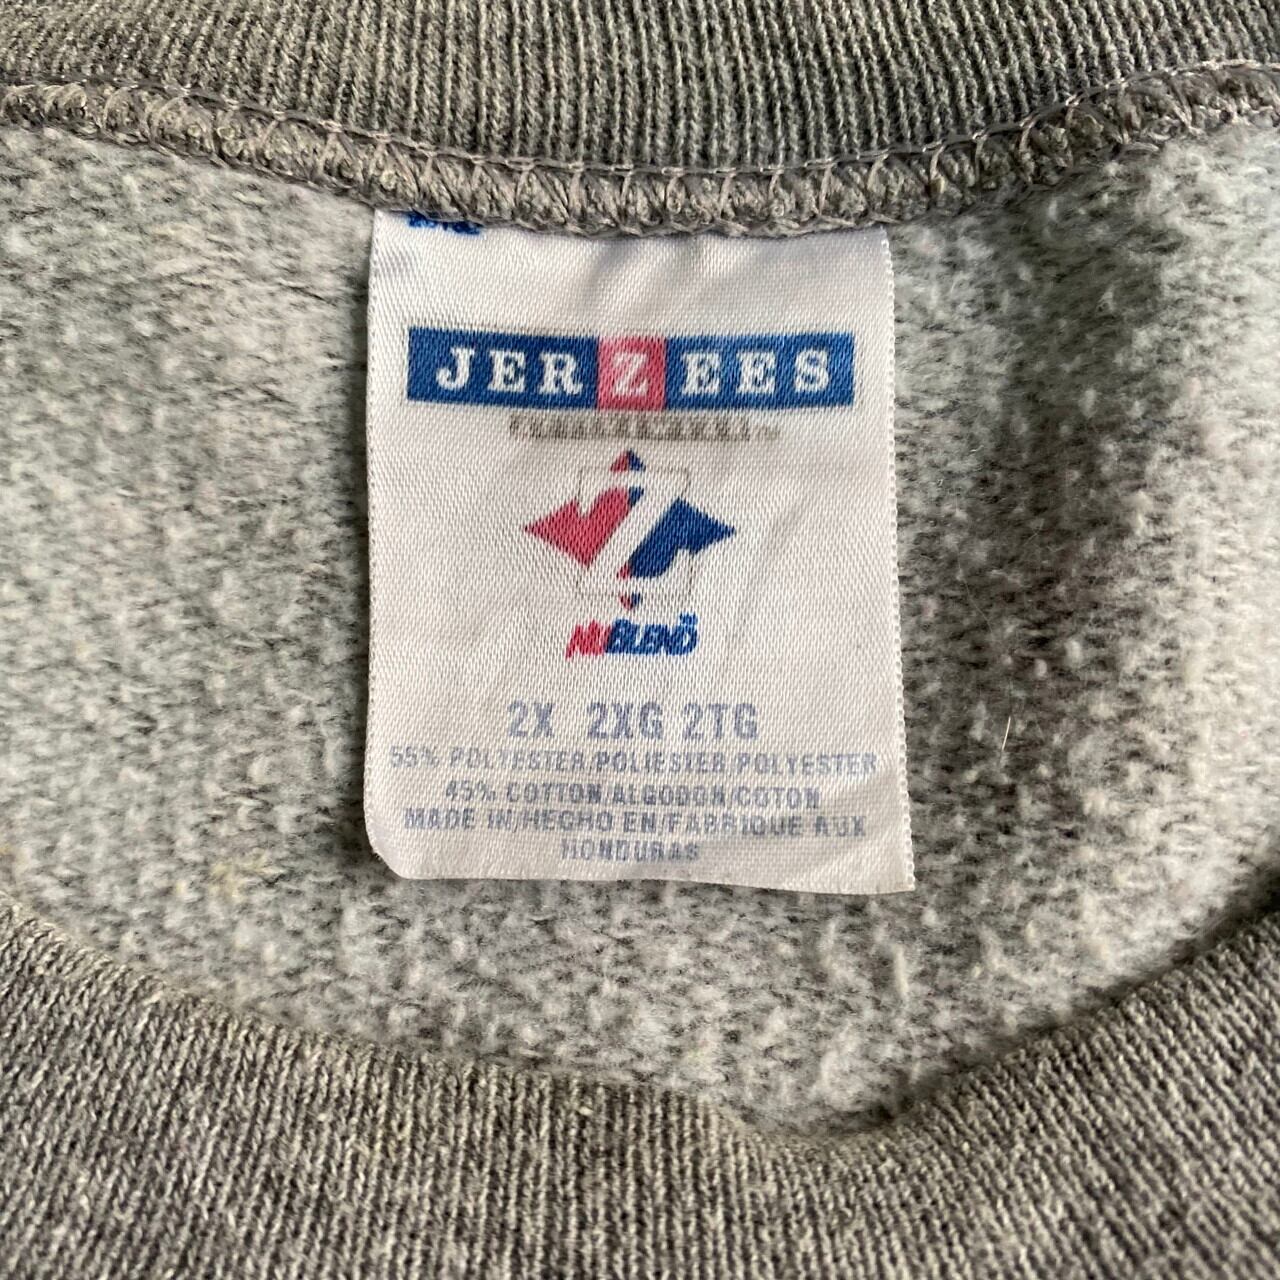 JERZEES
Z
NUBLEND
2X 2XG 2TG
55% POLYESTER/POLIESTER/POLYESTER
45% COTTON/ALGODON/COTON
MADE IN/HECHO EN/FABRIQUE AUX
HONDURAS